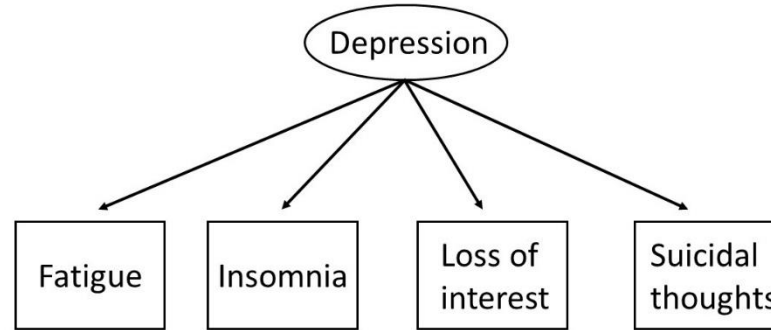 Depression
Fatigue
Insomnia
Loss of
interest
Suicidal
thoughts